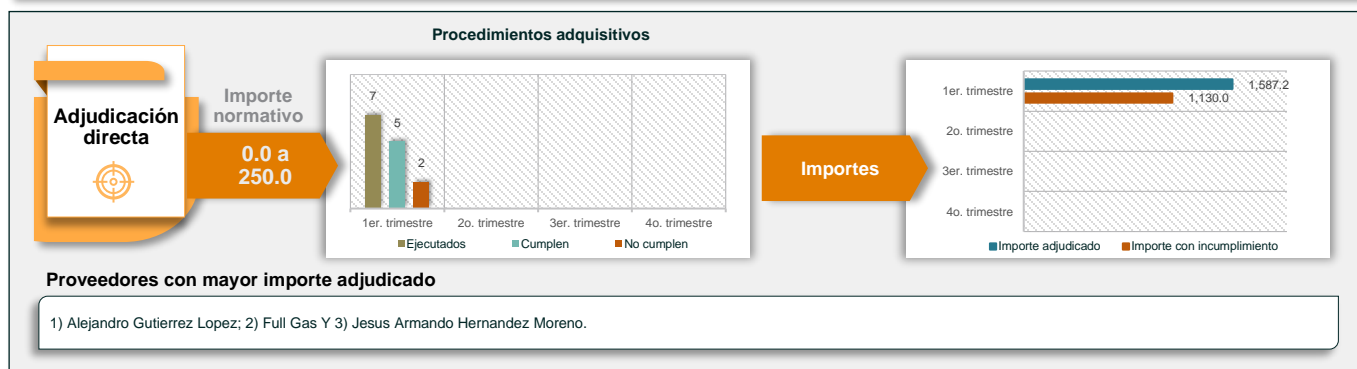 Procedimientos adquisitivos
Adjudicación
directa
Importe
normativo
0.0 a
250.0
7
5
2
1er. trimestre
2o. trimestre
3er. trimestre
4o. trimestre
Ejecutados
Cumplen
No cumplen
Importes
1er. trimestre
2o. trimestre
3er. trimestre
4o. trimestre
1,587.2
1,130.0
Importe adjudicado
Importe con incumplimiento
Proveedores con mayor importe adjudicado
1) Alejandro Gutierrez Lopez; 2) Full Gas Y 3) Jesus Armando Hernandez Moreno.